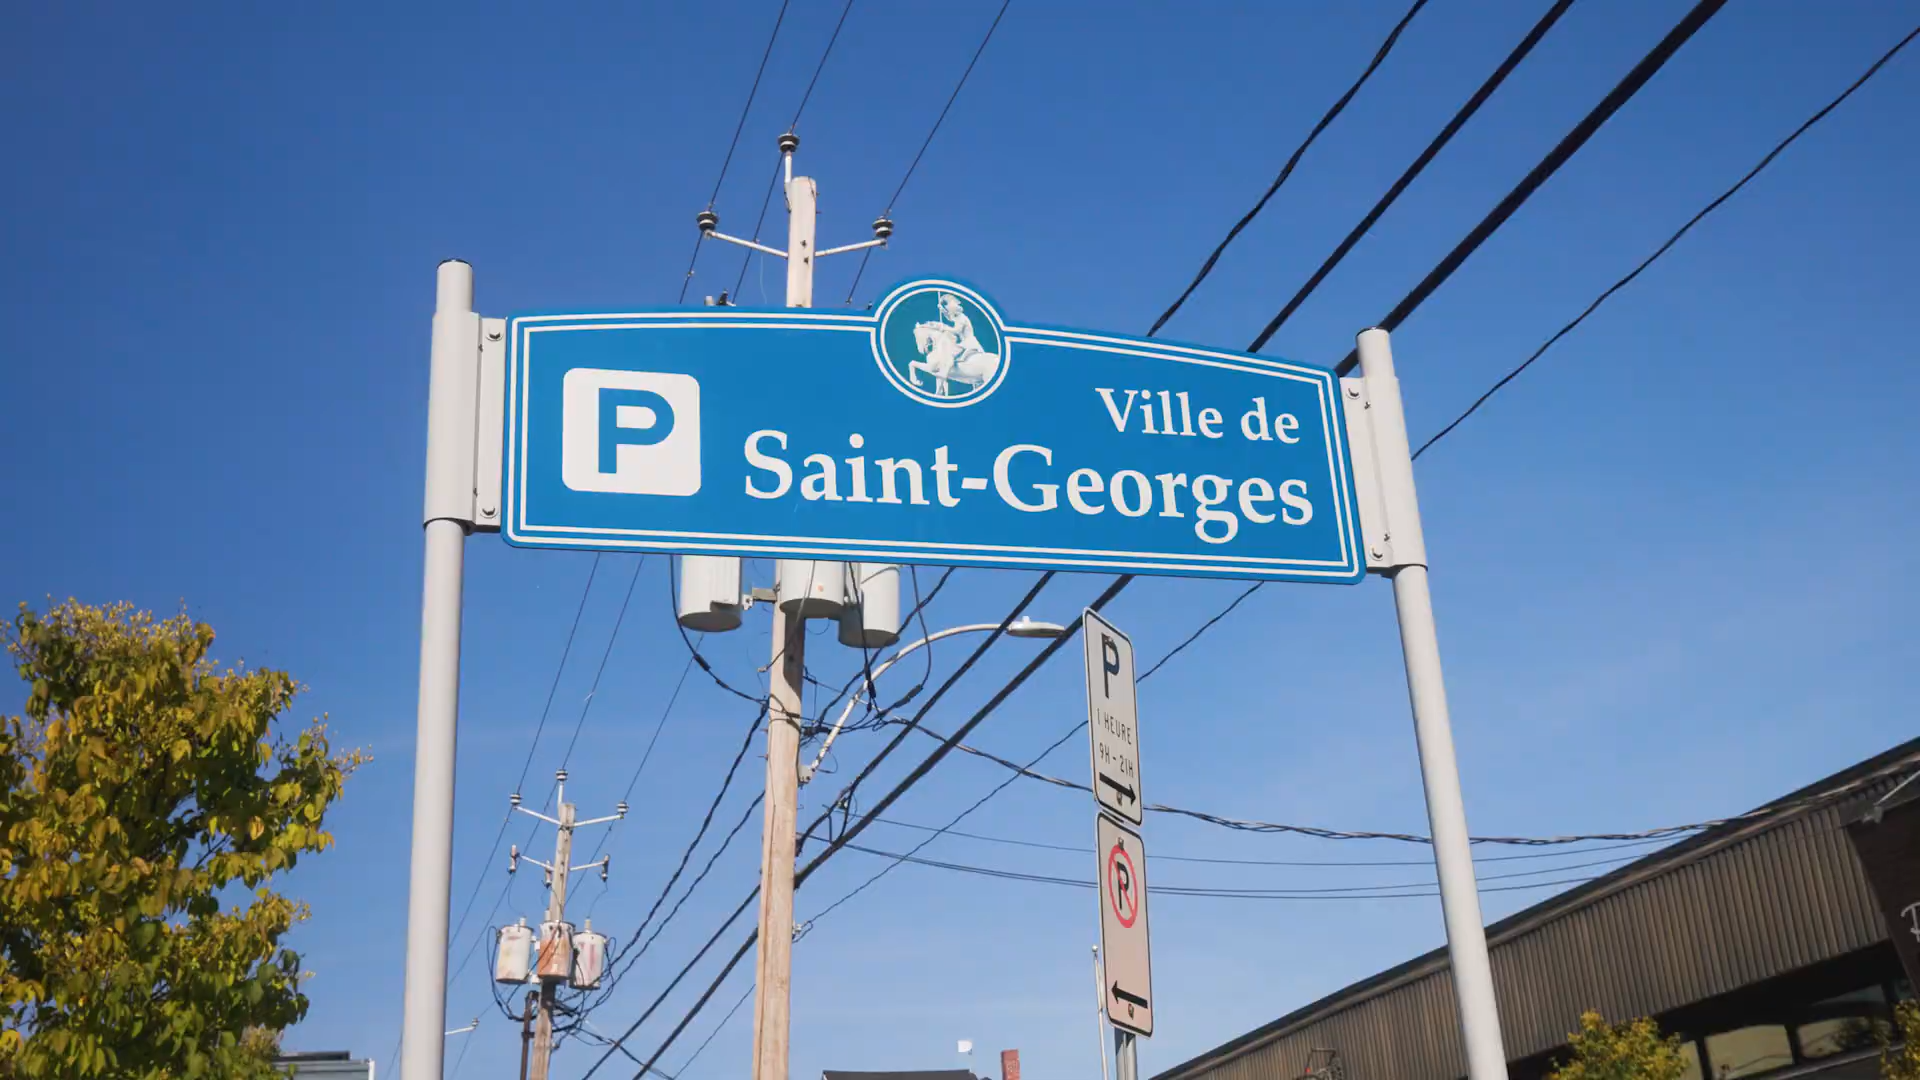 P
Ville de
Saint-Georges
P
1 HEURE
9H - 21H
P